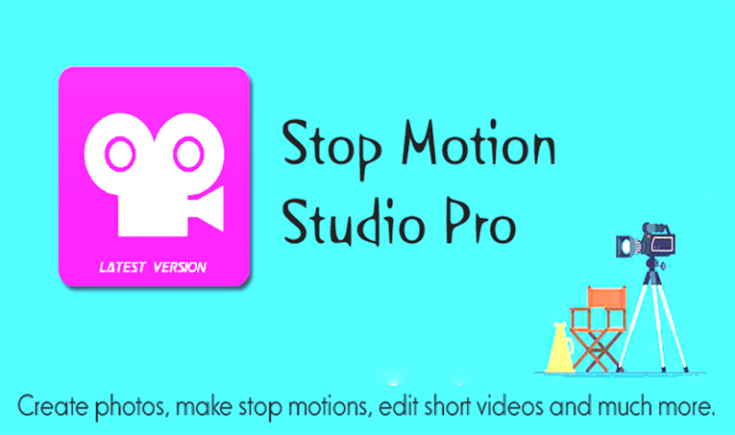 Stop Motion
Studio Pro
LATEST VERSION
Create photos, make stop motions, edit short videos and much more.